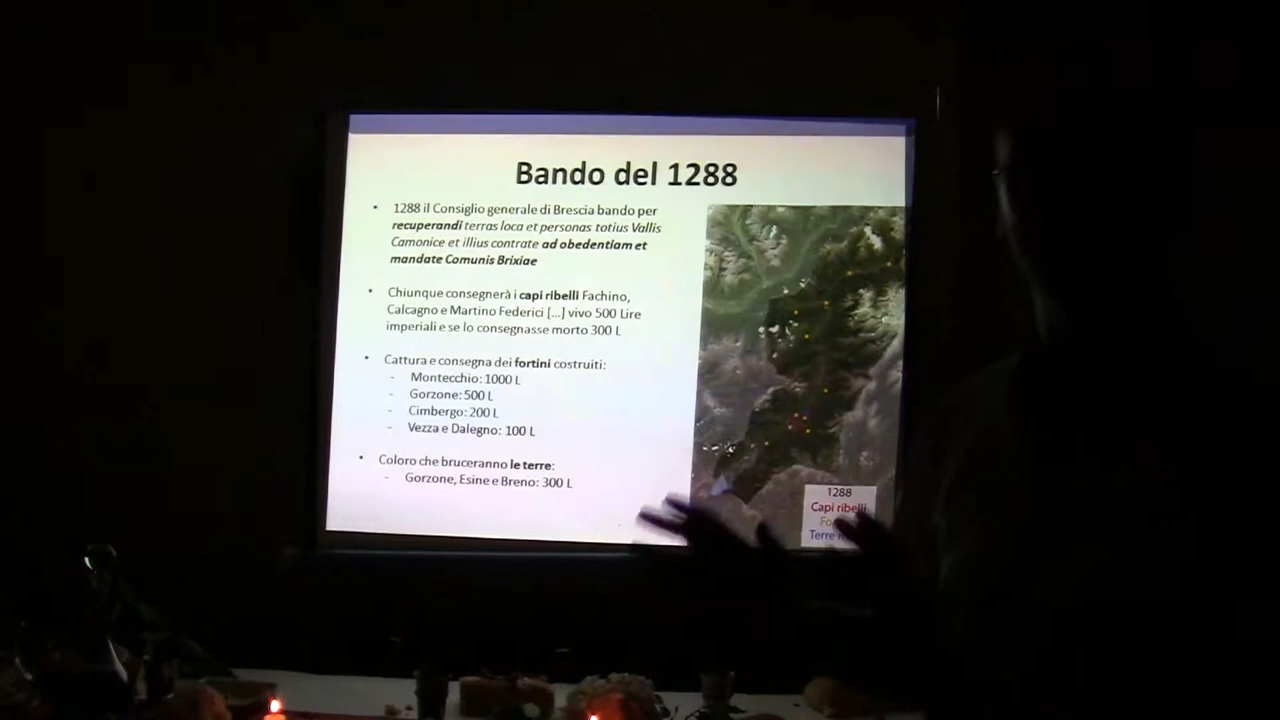 Bando del 1288
• 1288 il Consiglio generale di Brescia bando per
recuperandi terras loca et personas totius Vallis
Camonice et illius contrate ad obedentiam et
mandate Comunis Brixiae
• Chiunque consegnerà i capi ribelli Fachino,
Calcagno e Martino Federici [...] vivo 500 Lire
imperiali e se lo consegnasse morto 300 L
• Cattura e consegna dei fortini costruiti:
- Montecchio: 1000 L
- Gorzone: 500 L
- Cimbergo: 200 L
- Vezza e Dalegno: 100 L
• Coloro che bruceranno le terre:
- Gorzone, Esine e Breno: 300 L
1288
Capi ribelli
Terre